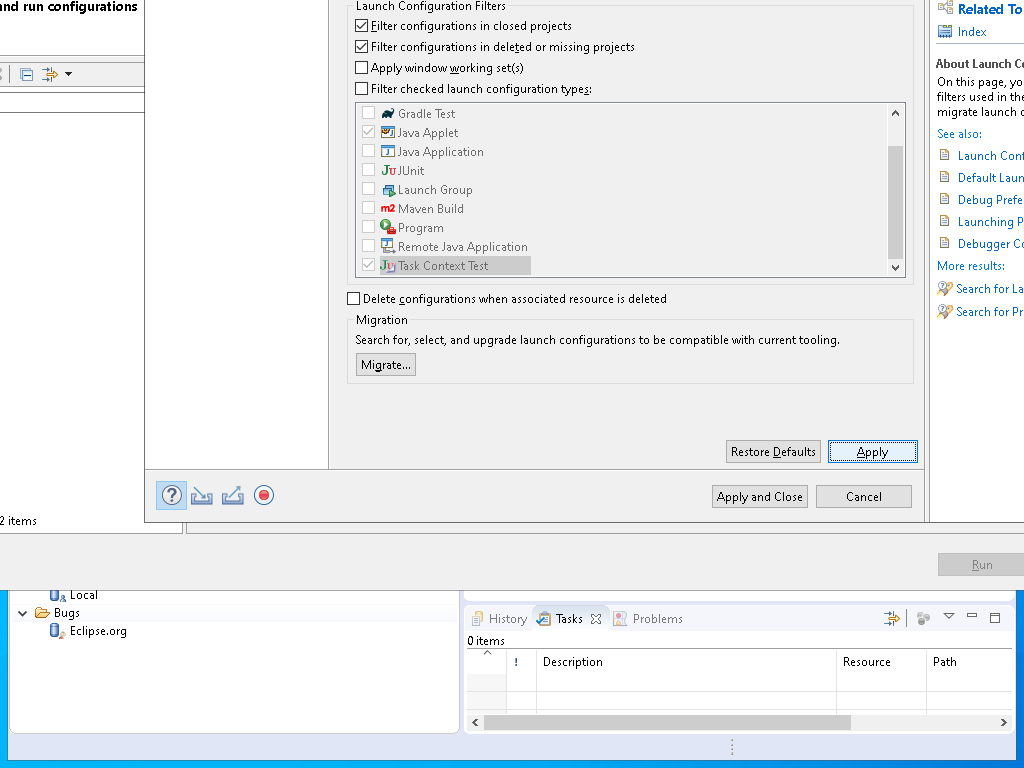 and run configurations
Launch Configuration Filters
Filter configurations in closed projects
Filter configurations in deleted or missing projects
Apply window working set(s)
Filter checked launch configuration types:
Gradle Test
Java Applet
Java Application
JUnit
Launch Group
Maven Build
Program
Remote Java Application
Task Context Test
Delete configurations when associated resource is deleted
Migration
Search for, select, and upgrade launch configurations to be compatible with current tooling.
Migrate...
Restore Defaults
Apply
Apply and Close
Cancel
Related To
Index
About Launch Co
On this page, yo
filters used in the
migrate launch c
See also:
Launch Conf
Default Laun
Debug Prefe
Launching P
Debugger Co
More results:
Search for La
Search for Pr
2 items
Run
Local
Bugs
Eclipse.org
History
Tasks
Problems
0 items
! Description Resource Path